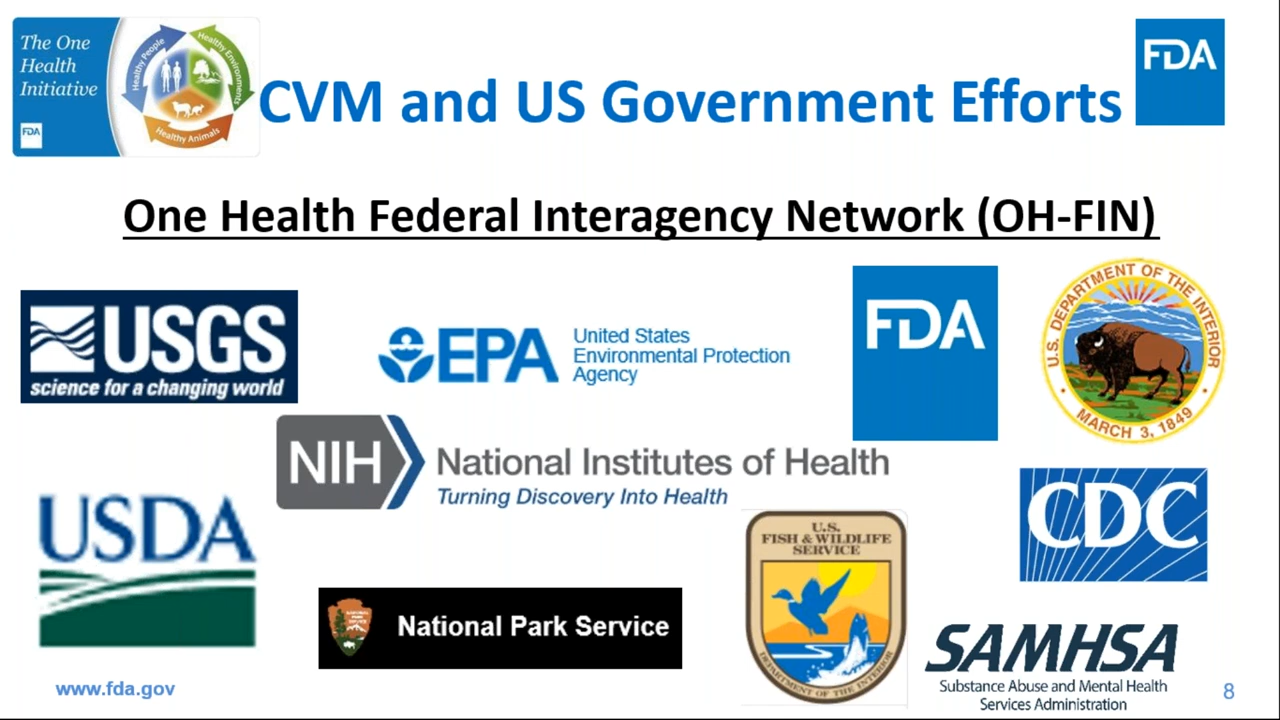 The One
Health
Initiative
FDA
Healthy People
Healthy Environments
Healthy Animals
CVM and US Government Efforts
FDA
One Health Federal Interagency Network (OH-FIN)
USGS
science for a changing world
EPA
United States
Environmental Protection
Agency
FDA
U.S. DEPARTMENT OF THE INTERIOR
MARCH 3, 1849
NIH
National Institutes of Health
Turning Discovery Into Health
USDA
CDC
U.S.
FISH & WILDLIFE
SERVICE
DEPARTMENT OF THE INTERIOR
NATIONAL
PARK
SERVICE
National Park Service
SAMHSA
Substance Abuse and Mental Health
Services Administration
www.fda.gov
8